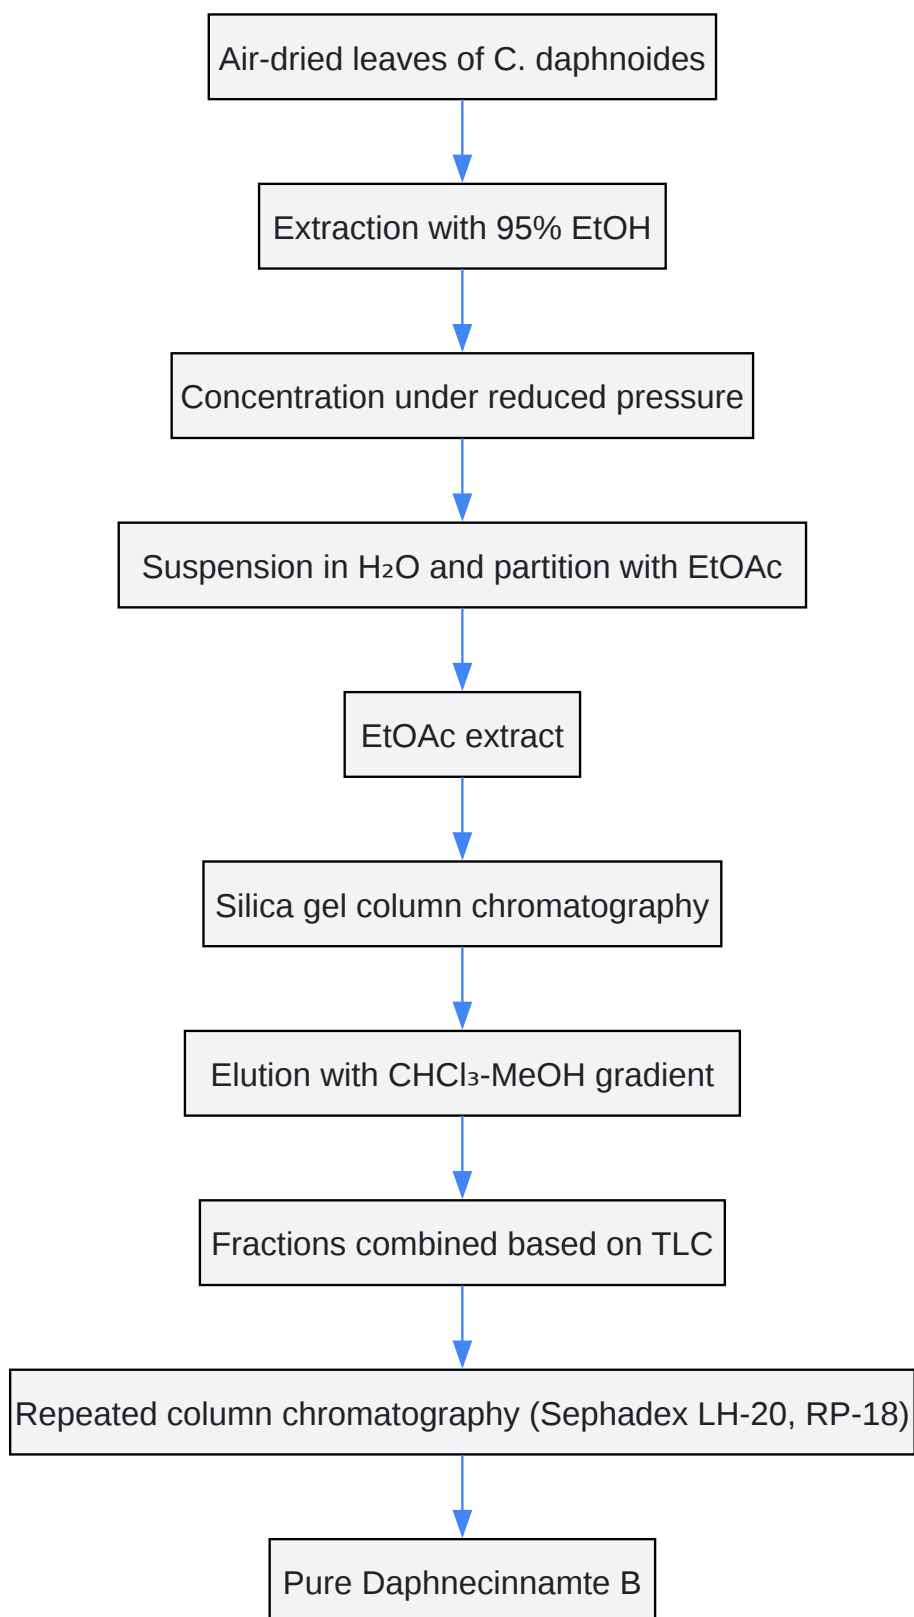 Air-dried leaves of C. daphnoides
Extraction with 95% EtOH
Concentration under reduced pressure
Suspension in H₂O and partition with EtOAc
EtOAc extract
Silica gel column chromatography
Elution with CHCl₃-MeOH gradient
Fractions combined based on TLC
Repeated column chromatography (Sephadex LH-20, RP-18)
Pure Daphnecinnamte B